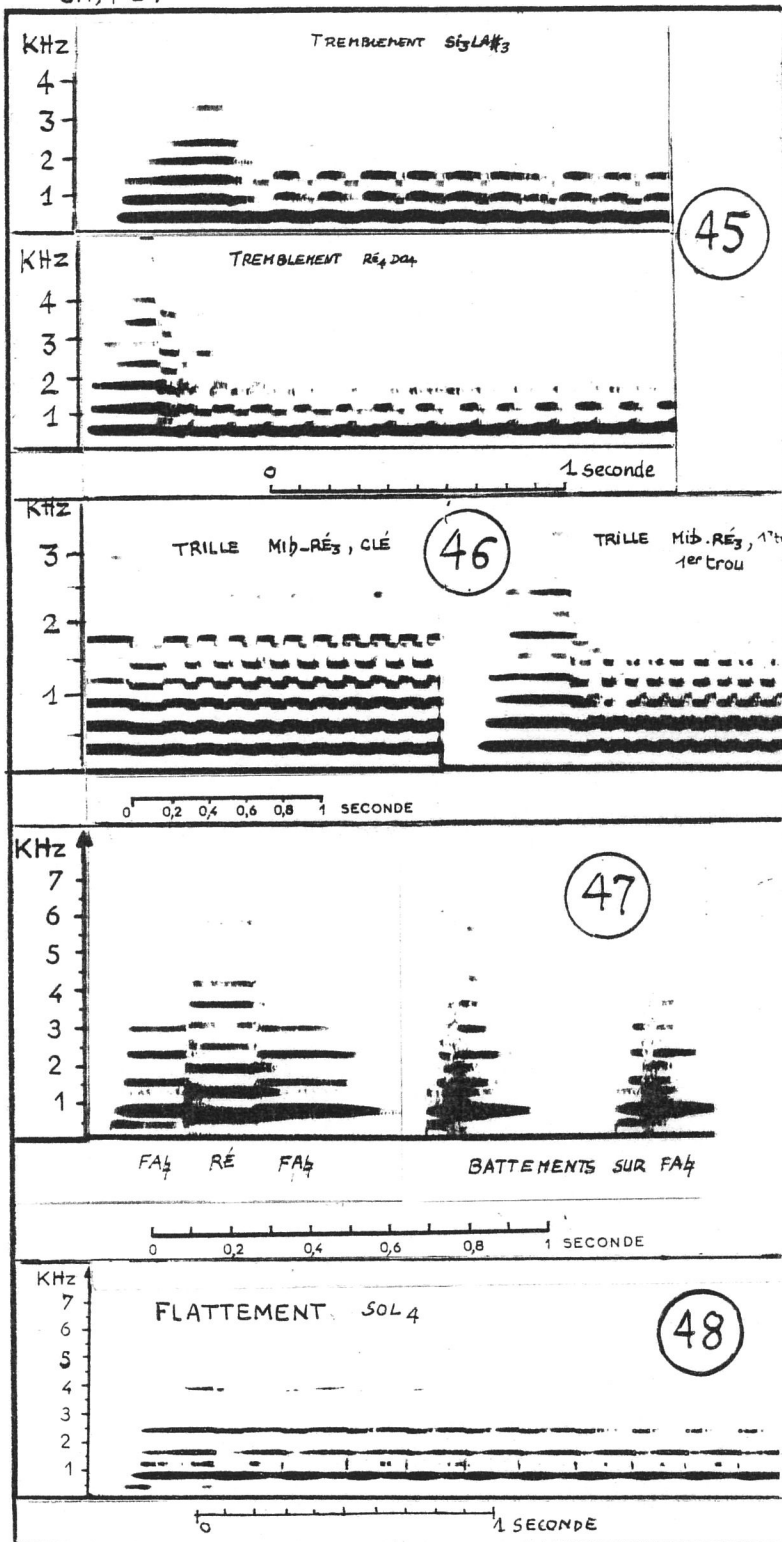 KHz
TREMBLEMENT Si3LA#3
4
3
2
1
45
KHz
TREMBLEMENT RÉ4 DO4
4
3
2
1
0 1 seconde
KHz
TRILLE MIb-RÉ3, CLÉ
46
TRILLE MIb.RÉ3,
1er trou
3
2
1
0 0,2 0,4 0,6 0,8 1 SECONDE
KHz
47
7
6
5
4
3
2
1
FA4 RÉ FA4
BATTEMENTS SUR FA4
0 0,2 0,4 0,6 0,8 1 SECONDE
KHz
FLATTEMENT SOL4
48
7
6
5
4
3
2
1
0 1 SECONDE